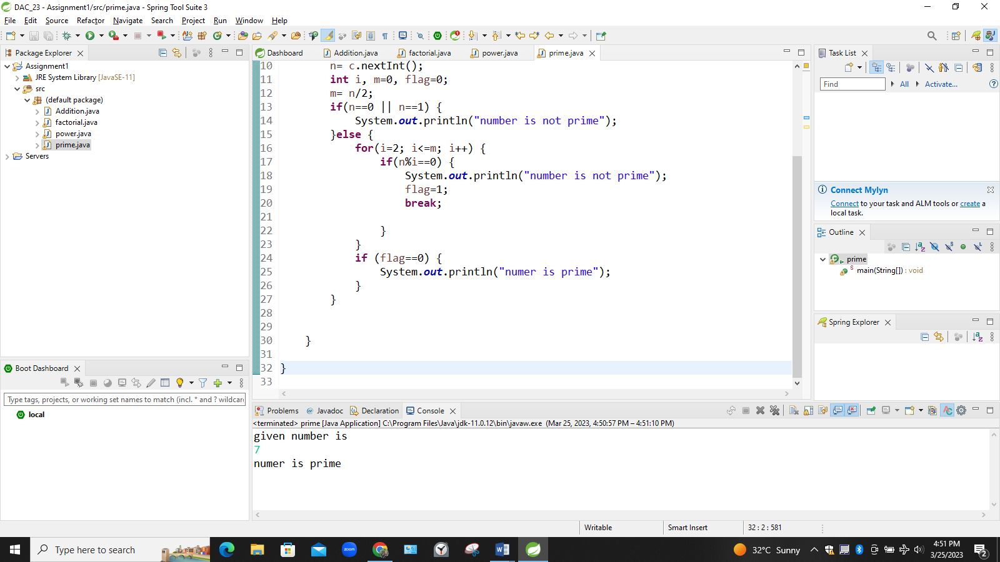 DAC_23 - Assignment1/src/prime.java - Spring Tool Suite 3
File Edit Source Refactor Navigate Search Project Run Window Help
Package Explorer
Assignment1
JRE System Library [JavaSE-11]
src
(default package)
Addition.java
factorial.java
power.java
prime.java
Servers
Boot Dashboard
Type tags, projects, or working set names to match (incl. * and ? wildcar
local
Dashboard Addition.java factorial.java power.java prime.java
10 n= c.nextInt();
11 int i, m=0, flag=0;
12 m= n/2;
13 if(n==0 || n==1) {
14 System.out.println("number is not prime");
15 }else {
16 for(i=2; i<=m; i++) {
17 if(n%i==0) {
18 System.out.println("number is not prime");
19 flag=1;
20 break;
21
22 }
23 }
24 if (flag==0) {
25 System.out.println("numer is prime");
26 }
27 }
28
29
30 }
31
32 }
33
Problems @ Javadoc Declaration Console
<terminated> prime [Java Application] C:\Program Files\Java\jdk-11.0.12\bin\javaw.exe (Mar 25, 2023, 4:50:57 PM – 4:51:10 PM)
given number is
7
numer is prime
Task List
Find All Activate...
Connect Mylyn
Connect to your task and ALM tools or create a
local task.
Outline
prime
main(String[]) : void
Spring Explorer
Writable Smart Insert 32 : 2 : 581
Type here to search
zoom
32°C Sunny
4:51 PM
3/25/2023
2